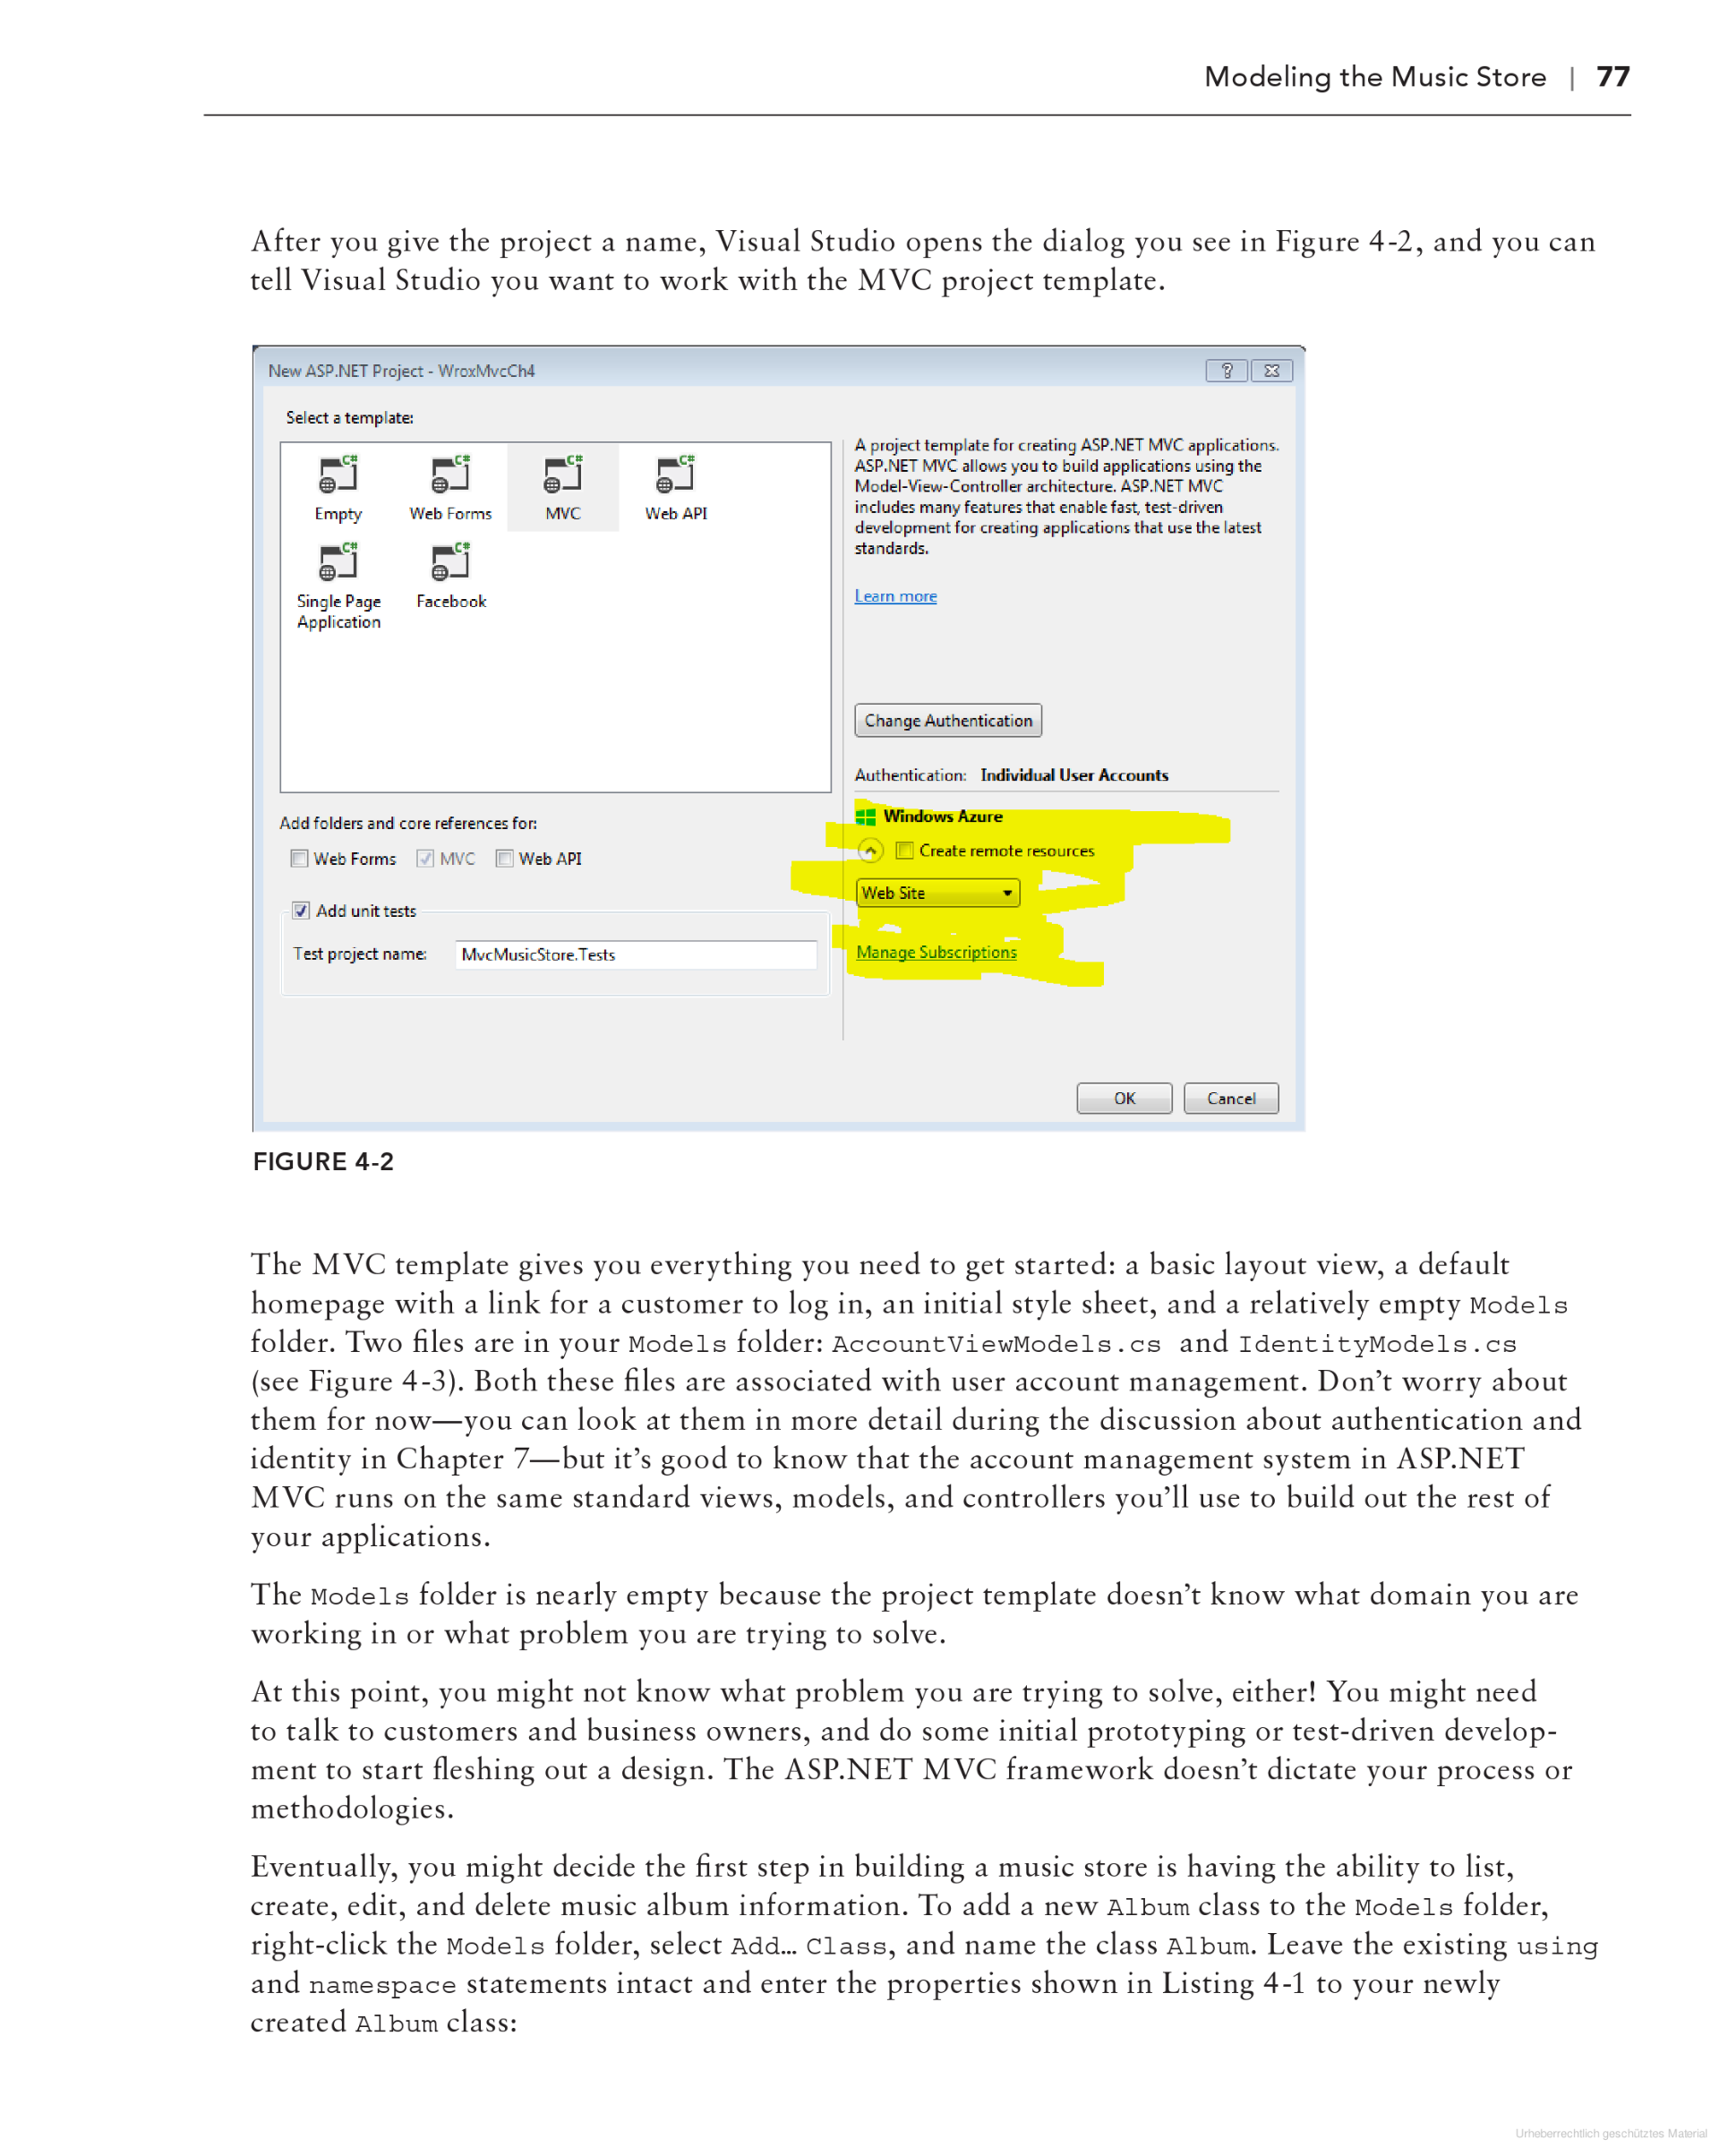 Modeling the Music Store | 77
After you give the project a name, Visual Studio opens the dialog you see in Figure 4-2, and you can
tell Visual Studio you want to work with the MVC project template.
New ASP.NET Project - WroxMvcCh4
?
Select a template:
C# C# C# C#
Empty Web Forms MVC Web API
C# C#
Single Page Facebook
Application
A project template for creating ASP.NET MVC applications.
ASP.NET MVC allows you to build applications using the
Model-View-Controller architecture. ASP.NET MVC
includes many features that enable fast, test-driven
development for creating applications that use the latest
standards.
Learn more
Change Authentication
Authentication: Individual User Accounts
Add folders and core references for:
Web Forms MVC Web API
Add unit tests
Test project name: MvcMusicStore.Tests
Windows Azure
Create remote resources
Web Site
Manage Subscriptions
OK Cancel
FIGURE 4-2
The MVC template gives you everything you need to get started: a basic layout view, a default
homepage with a link for a customer to log in, an initial style sheet, and a relatively empty Models
folder. Two files are in your Models folder: AccountViewModels.cs and IdentityModels.cs
(see Figure 4-3). Both these files are associated with user account management. Don’t worry about
them for now—you can look at them in more detail during the discussion about authentication and
identity in Chapter 7—but it’s good to know that the account management system in ASP.NET
MVC runs on the same standard views, models, and controllers you’ll use to build out the rest of
your applications.
The Models folder is nearly empty because the project template doesn’t know what domain you are
working in or what problem you are trying to solve.
At this point, you might not know what problem you are trying to solve, either! You might need
to talk to customers and business owners, and do some initial prototyping or test-driven develop-
ment to start fleshing out a design. The ASP.NET MVC framework doesn’t dictate your process or
methodologies.
Eventually, you might decide the first step in building a music store is having the ability to list,
create, edit, and delete music album information. To add a new Album class to the Models folder,
right-click the Models folder, select Add… Class, and name the class Album. Leave the existing using
and namespace statements intact and enter the properties shown in Listing 4-1 to your newly
created Album class:
Urheberrechtlich geschütztes Material